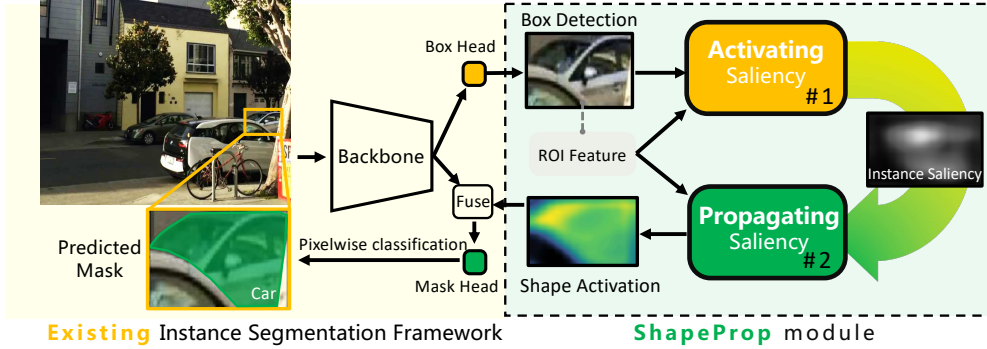 Box Head
Backbone
Fuse
Pixelwise classification
Mask Head
Predicted
Mask
Car
Existing Instance Segmentation Framework
Box Detection
ROI Feature
Activating
Saliency
#1
Instance Saliency
Propagating
Saliency
#2
Shape Activation
ShapeProp module